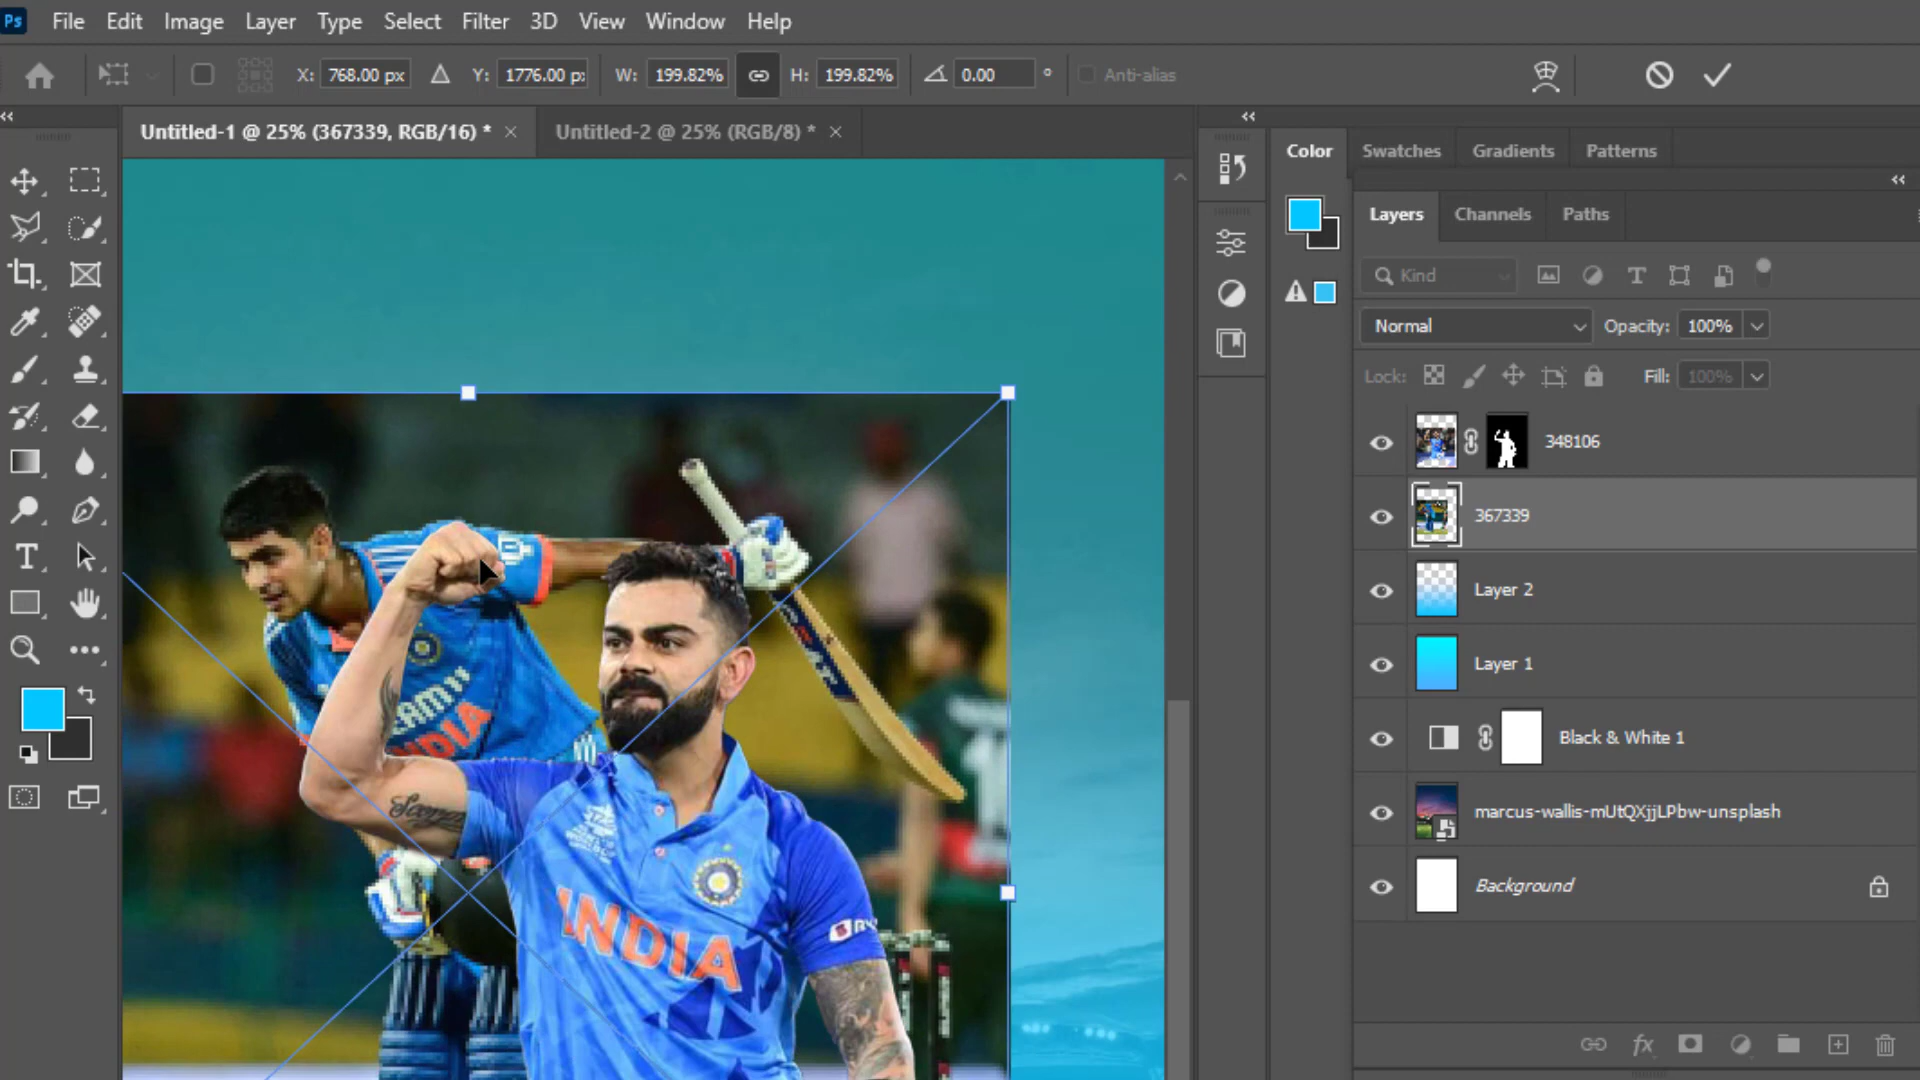 Ps File Edit Image Layer Type Select Filter 3D View Window Help
X: 768.00 px Y: 1776.00 p: W: 199.82% H: 199.82% 0.00 ° Anti-alias
Untitled-1 @ 25% (367339, RGB/16) * × Untitled-2 @ 25% (RGB/8) * ×
Color Swatches Gradients Patterns
Layers Channels Paths
Kind
Normal Opacity: 100%
Lock: Fill: 100%
348106
367339
Layer 2
Layer 1
Black & White 1
marcus-wallis-mUtQXjjLPbw-unsplash
Background
INDIA